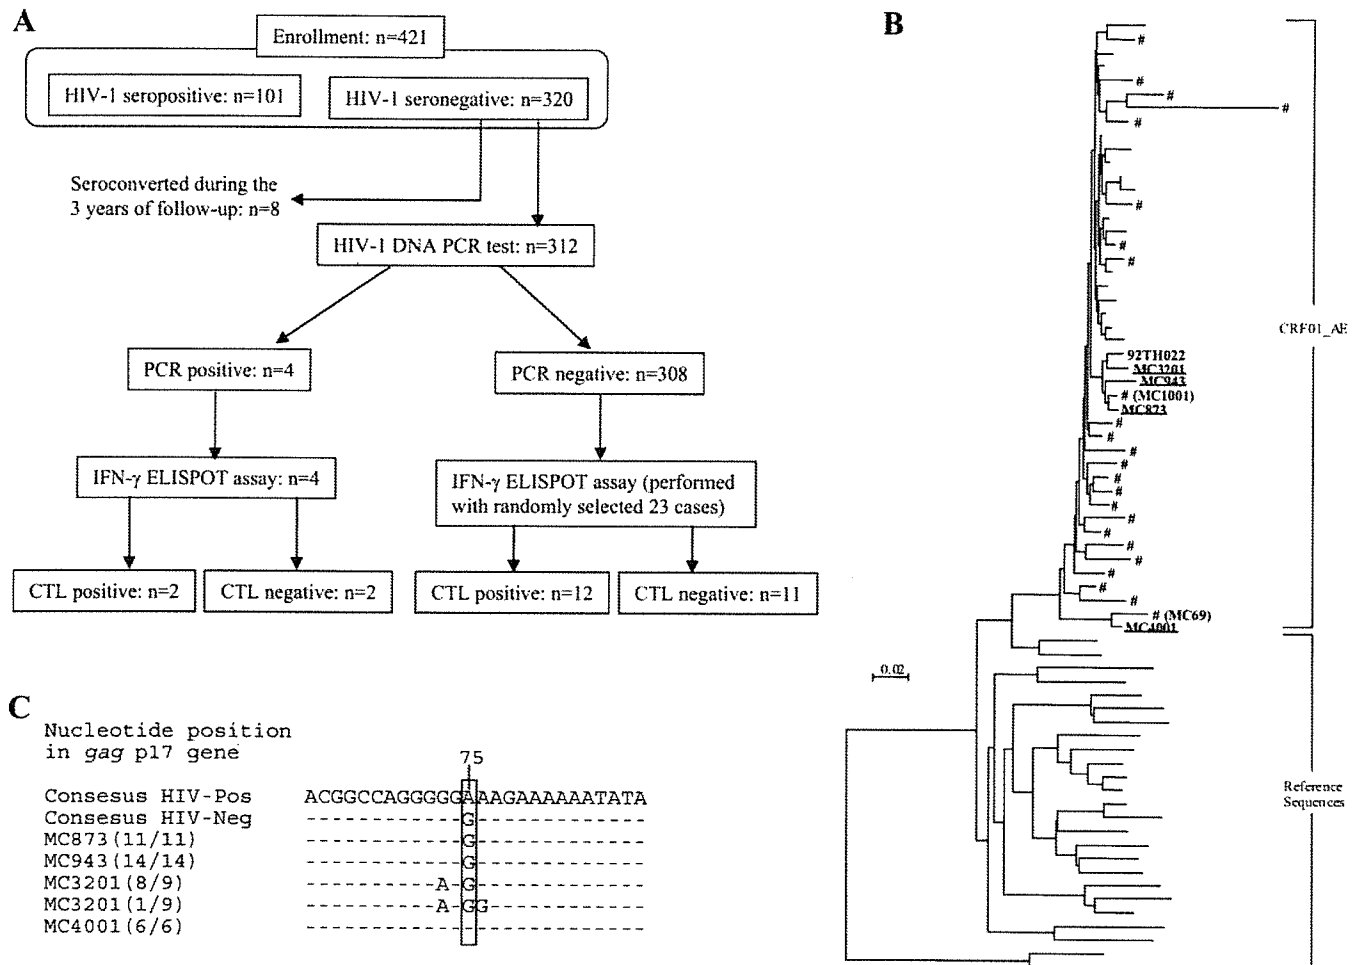 A
Enrollment: n=421
HIV-1 seropositive: n=101
HIV-1 seronegative: n=320
Seroconverted during the
3 years of follow-up: n=8
HIV-1 DNA PCR test: n=312
PCR positive: n=4
PCR negative: n=308
IFN-γ ELISPOT assay: n=4
IFN-γ ELISPOT assay (performed
with randomly selected 23 cases)
CTL positive: n=2
CTL negative: n=2
CTL positive: n=12
CTL negative: n=11
B
#
#
#
#
#
#
#
#
92TH022
MC3201
MC943
# (MC1001)
MC873
#
#
#
#
#
#
#
#
#
#
#
#
#
#
# (MC69)
MC4001
CRF01_AE
0.02
Reference
Sequences
C
Nucleotide position
in gag p17 gene
75
Consesus HIV-Pos ACGGCCAGGGGGAAAGAAAAAATATA
Consesus HIV-Neg ------------G-------------
MC873(11/11) ------------G-------------
MC943(14/14) ------------G-------------
MC3201(8/9) ----------A-G-------------
MC3201(1/9) ----------A-GG------------
MC4001(6/6) --------------------------